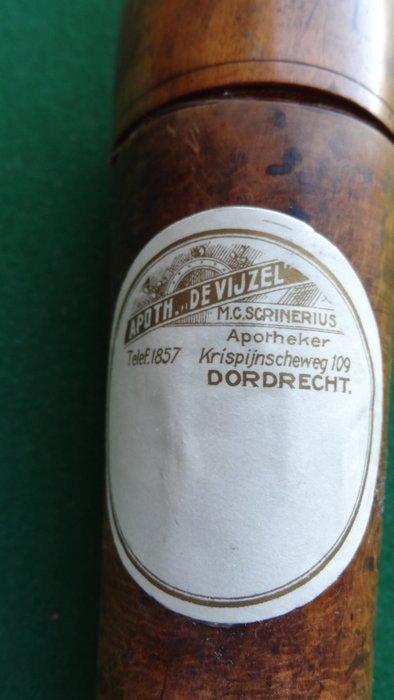 APOTH. „DE VIJZEL”
M.C. SCRINERIUS
Apotheker
Telef. 1857 Krispijnscheweg 109
DORDRECHT.